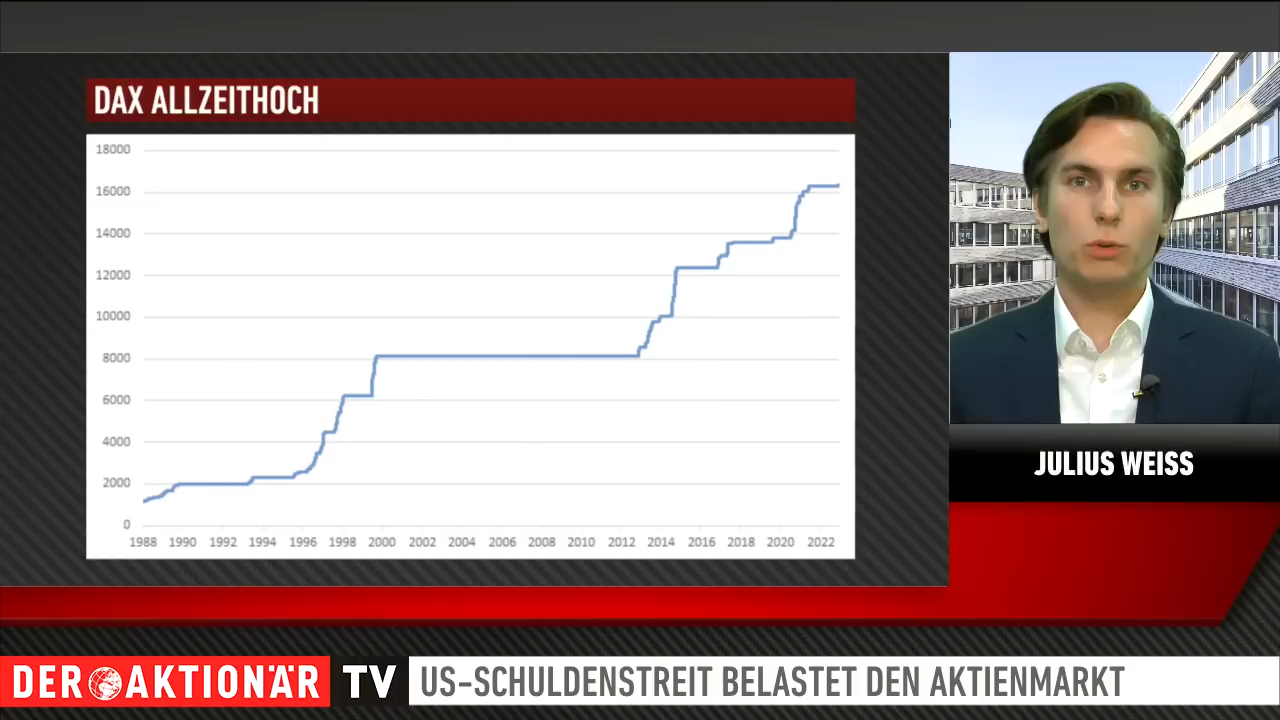 DAX ALLZEITHOCH
18000
16000
14000
12000
10000
8000
6000
4000
2000
0
1988 1990 1992 1994 1996 1998 2000 2002 2004 2006 2008 2010 2012 2014 2016 2018 2020 2022
JULIUS WEISS
DER AKTIONÄR TV
US-SCHULDENSTREIT BELASTET DEN AKTIENMARKT